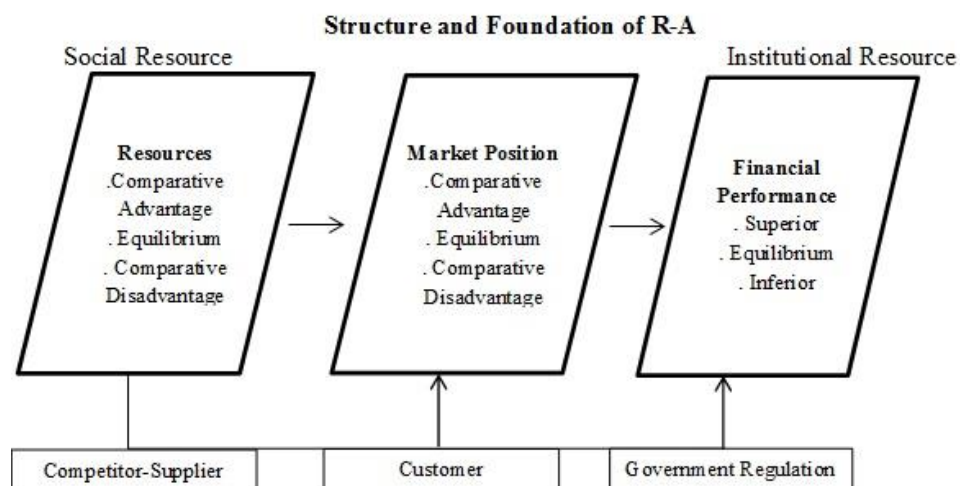 Structure and Foundation of R-A
Social Resource
Institutional Resource
Resources
.Comparative
Advantage
. Equilibrium
. Comparative
Disadvantage
Market Position
.Comparative
Advantage
. Equilibrium
. Comparative
Disadvantage
Financial
Performance
. Superior
. Equilibrium
. Inferior
Competitor-Supplier
Customer
Government Regulation